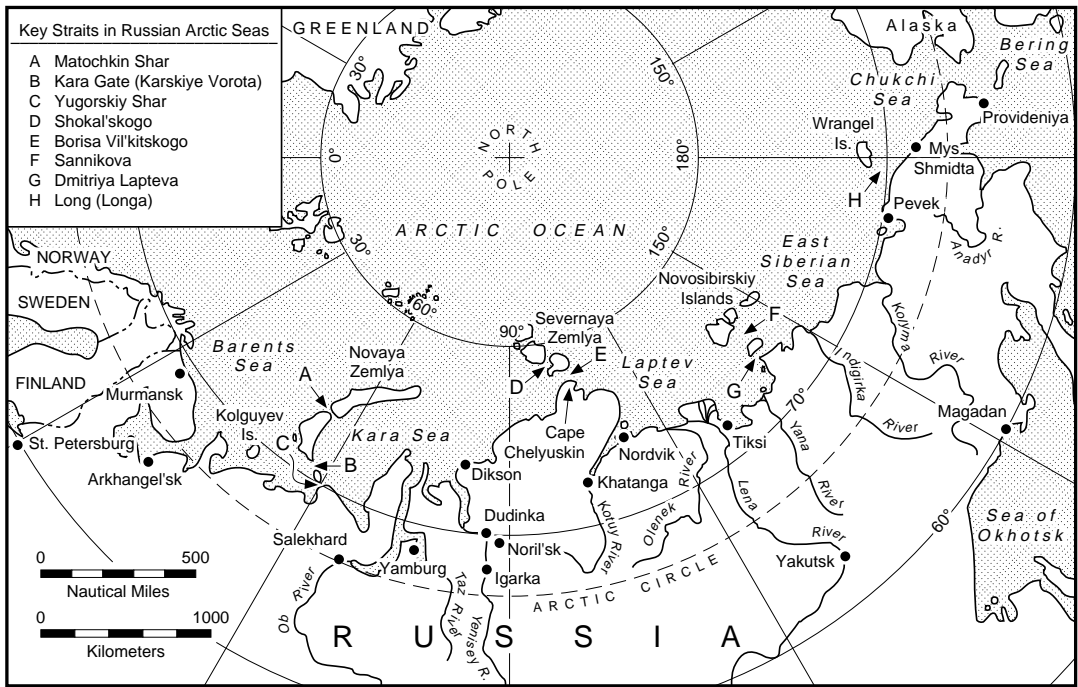 Key Straits in Russian Arctic Seas
A Matochkin Shar
B Kara Gate (Karskiye Vorota)
C Yugorskiy Shar
D Shokal'skogo
E Borisa Vil'kitskogo
F Sannikova
G Dmitriya Lapteva
H Long (Longa)
GREENLAND
Alaska
Bering
Sea
Chukchi
Sea
30°
150°
Provideniya
Wrangel
Is.
NORTH
POLE
0°
180°
Mys
Shmidta
H
Pevek
ARCTIC OCEAN
30°
150°
Anadyr R.
East
Siberian
Sea
NORWAY
SWEDEN
FINLAND
60°
90°
Novosibirskiy
Islands
F
Severnaya
Zemlya
E
D
Laptev
Sea
G
Kolyma
River
Indigirka
River
Barents
Sea
Novaya
Zemlya
A
Murmansk
Kolguyev
Is.
C
B
Kara Sea
70°
Magadan
St. Petersburg
Arkhangel'sk
Cape
Chelyuskin
Nordvik
Tiksi
Yana
River
Dikson
Khatanga
Olenek
River
Lena
River
Kotuy River
60°
Sea of
Okhotsk
Dudinka
Salekhard
Noril'sk
Yamburg
Igarka
Yakutsk
ARCTIC CIRCLE
0 500
Nautical Miles
0 1000
Kilometers
Ob River
Taz River
Yenisey R.
RUSSIA